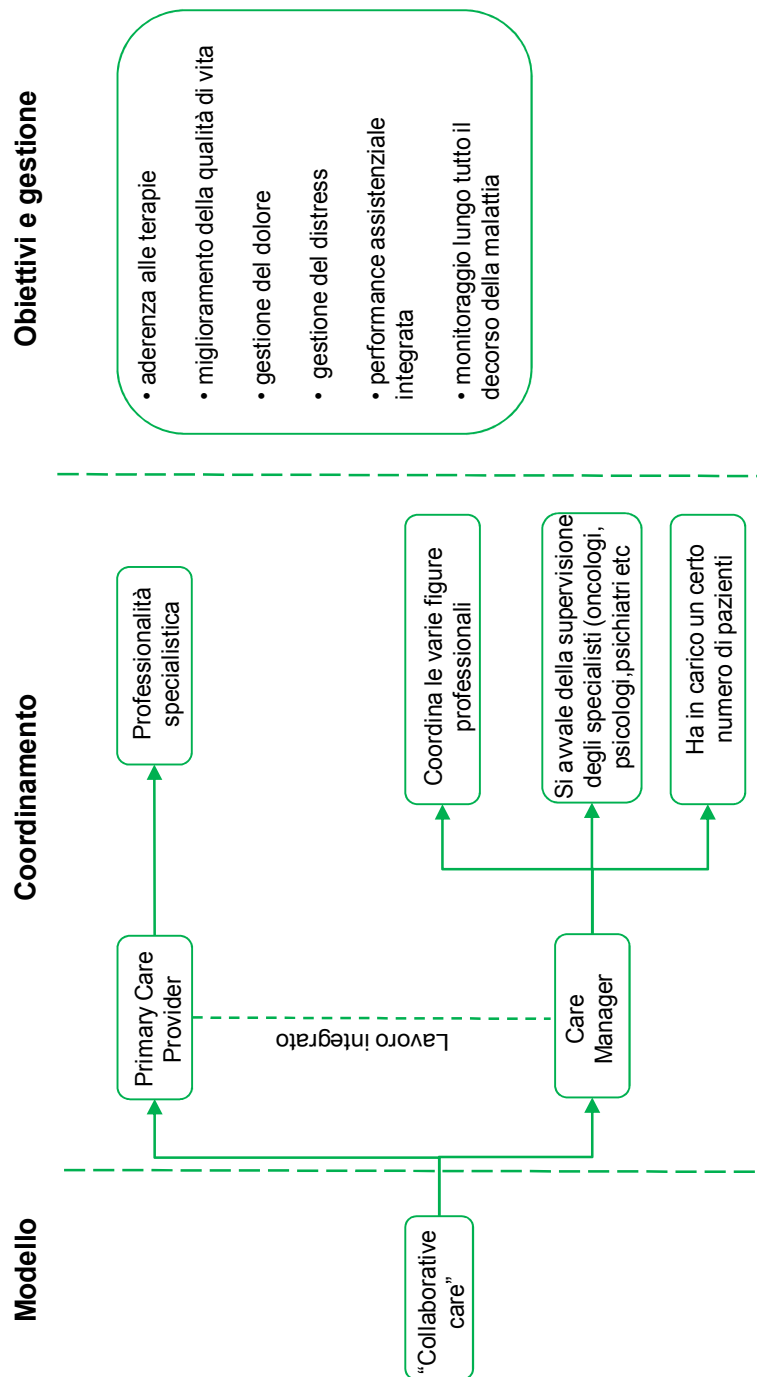 Modello
Coordinamento
Obiettivi e gestione
“Collaborative
care”
Primary Care
Provider
Lavoro integrato
Care
Manager
Professionalità
specialistica
Coordina le varie figure
professionali
Si avvale della supervisione
degli specialisti (oncologi,
psicologi,psichiatri etc
Ha in carico un certo
numero di pazienti
• aderenza alle terapie
• miglioramento della qualità di vita
• gestione del dolore
• gestione del distress
• performance assistenziale
integrata
• monitoraggio lungo tutto il
decorso della malattia